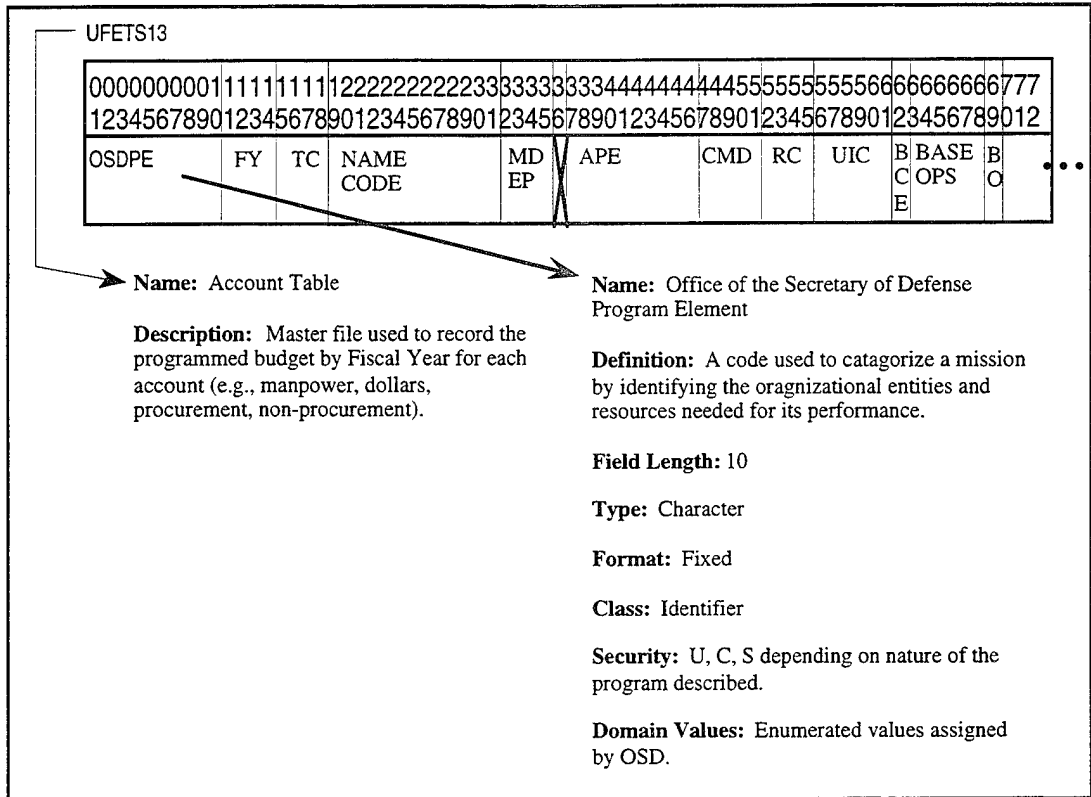 UFETS13
000000000111111111122222222223333333333444444444455555555556666666666777
123456789012345678901234567890123456789012345678901234567890123456789012
OSDPE FY TC NAME MD APE CMD RC UIC B BASE B
CODE EP C OPS O
E
Name: Account Table
Description: Master file used to record the
programmed budget by Fiscal Year for each
account (e.g., manpower, dollars,
procurement, non-procurement).
Name: Office of the Secretary of Defense
Program Element
Definition: A code used to catagorize a mission
by identifying the oragnizational entities and
resources needed for its performance.
Field Length: 10
Type: Character
Format: Fixed
Class: Identifier
Security: U, C, S depending on nature of the
program described.
Domain Values: Enumerated values assigned
by OSD.